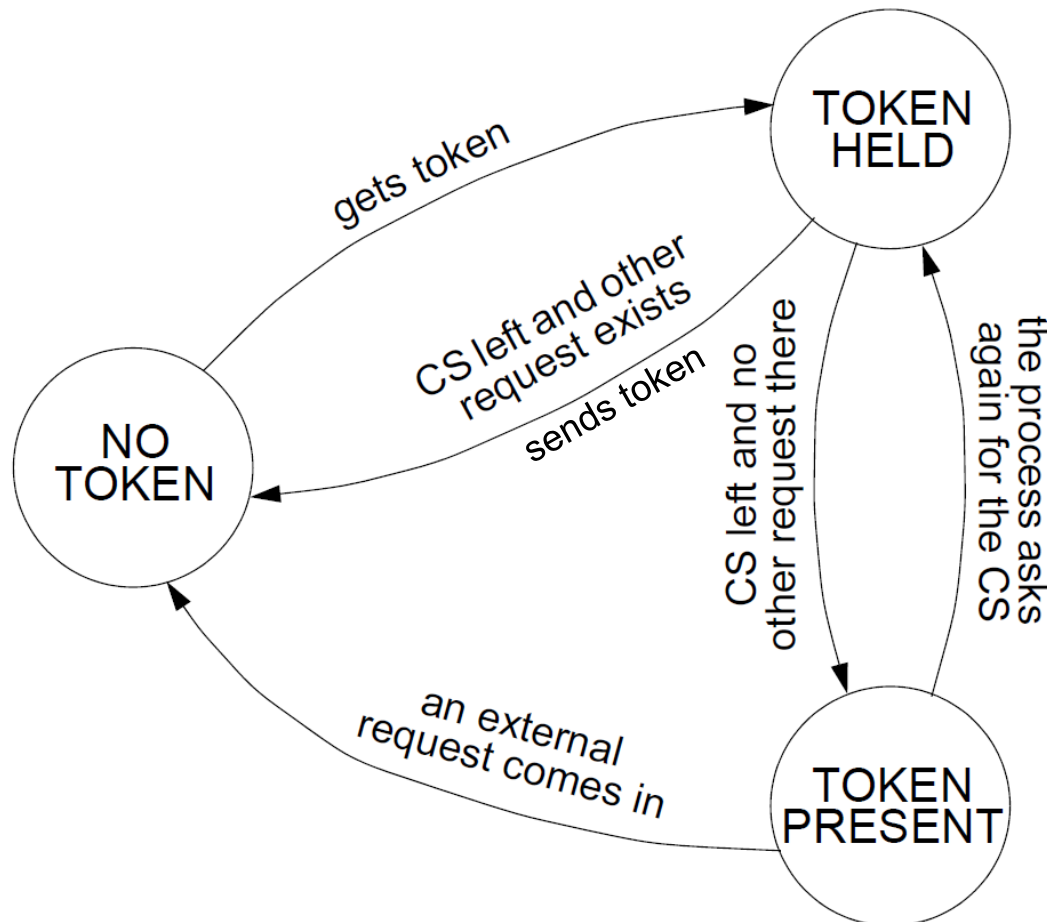 TOKEN
HELD
gets token
CS left and other
request exists
sends token
CS left and no
other request there
the process asks
again for the CS
NO
TOKEN
an external
request comes in
TOKEN
PRESENT